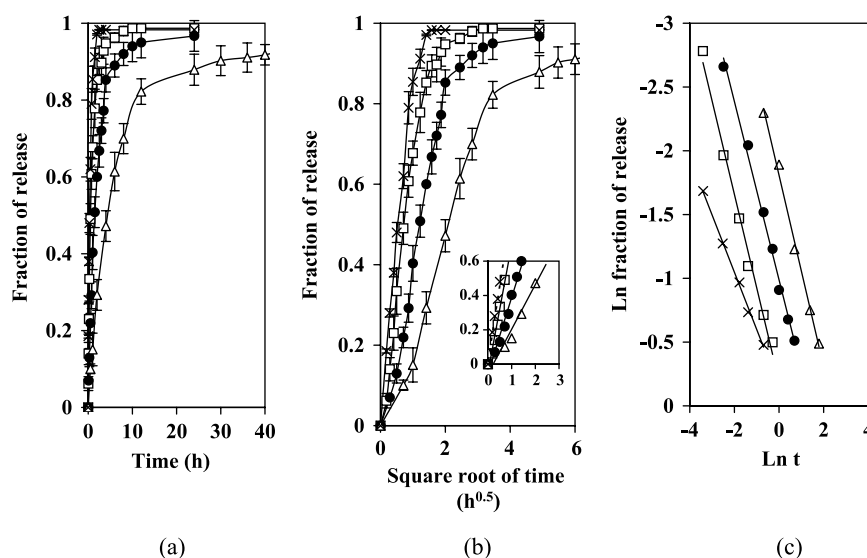 Fraction of release
1
0.8
0.6
0.4
0.2
0
0 10 20 30 40
Time (h)
(a)
Fraction of release
1
0.8
0.6
0.4
0.2
0
0 2 4 6
Square root of time
(h0.5)
0.6
0.4
0.2
0
0 1 2 3
(b)
Ln fraction of release
-3
-2.5
-2
-1.5
-1
-0.5
0
-4 -2 0 2 4
Ln t
(c)